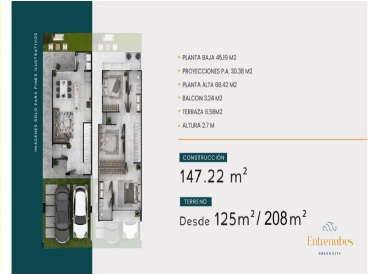 IMÁGENES SOLO PARA FINES ILUSTRATIVOS
• PLANTA BAJA 45.19 M2
• PROYECCIONES P.A. 30.38 M2
• PLANTA ALTA 68.42 M2
• BALCON 3.24 M2
• TERRAZA 6.58M2
• ALTURA 2.7 M
CONSTRUCCIÓN
147.22 m²
TERRENO
Desde 125m²/ 208m²
Entrenubes